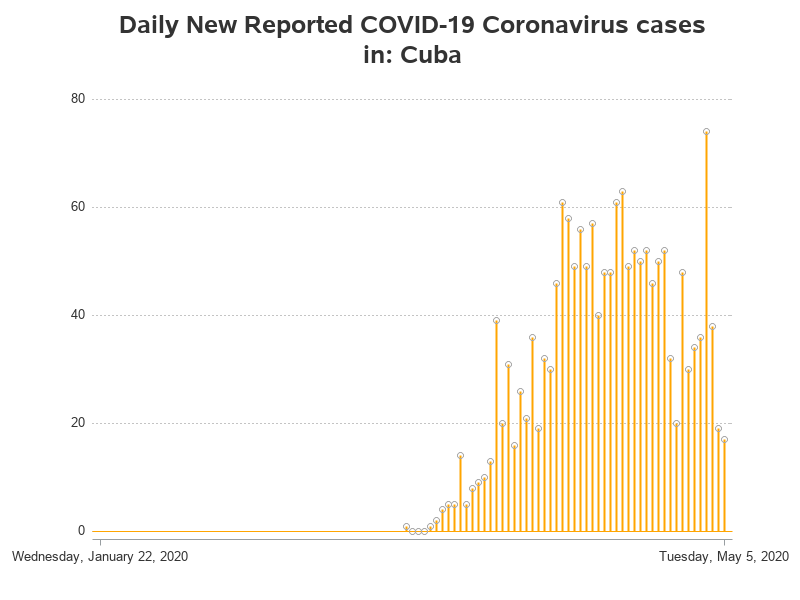 Daily New Reported COVID-19 Coronavirus cases
in: Cuba
80
60
40
20
0
Wednesday, January 22, 2020
Tuesday, May 5, 2020